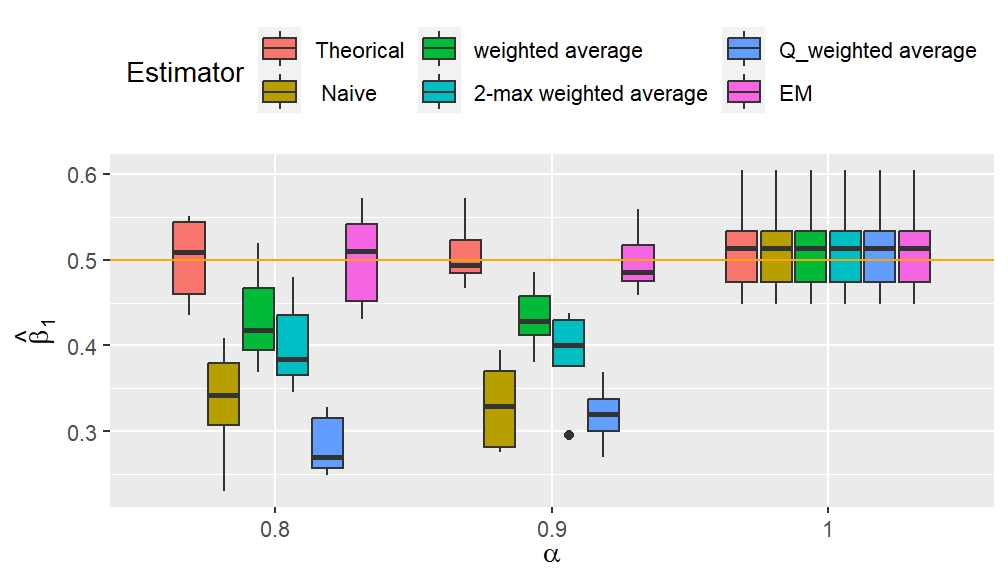 Estimator
Theorical
weighted average
Q_weighted average
Naive
2-max weighted average
EM
0.6
0.5
0.4
0.3
β̂1
0.8
0.9
1
α